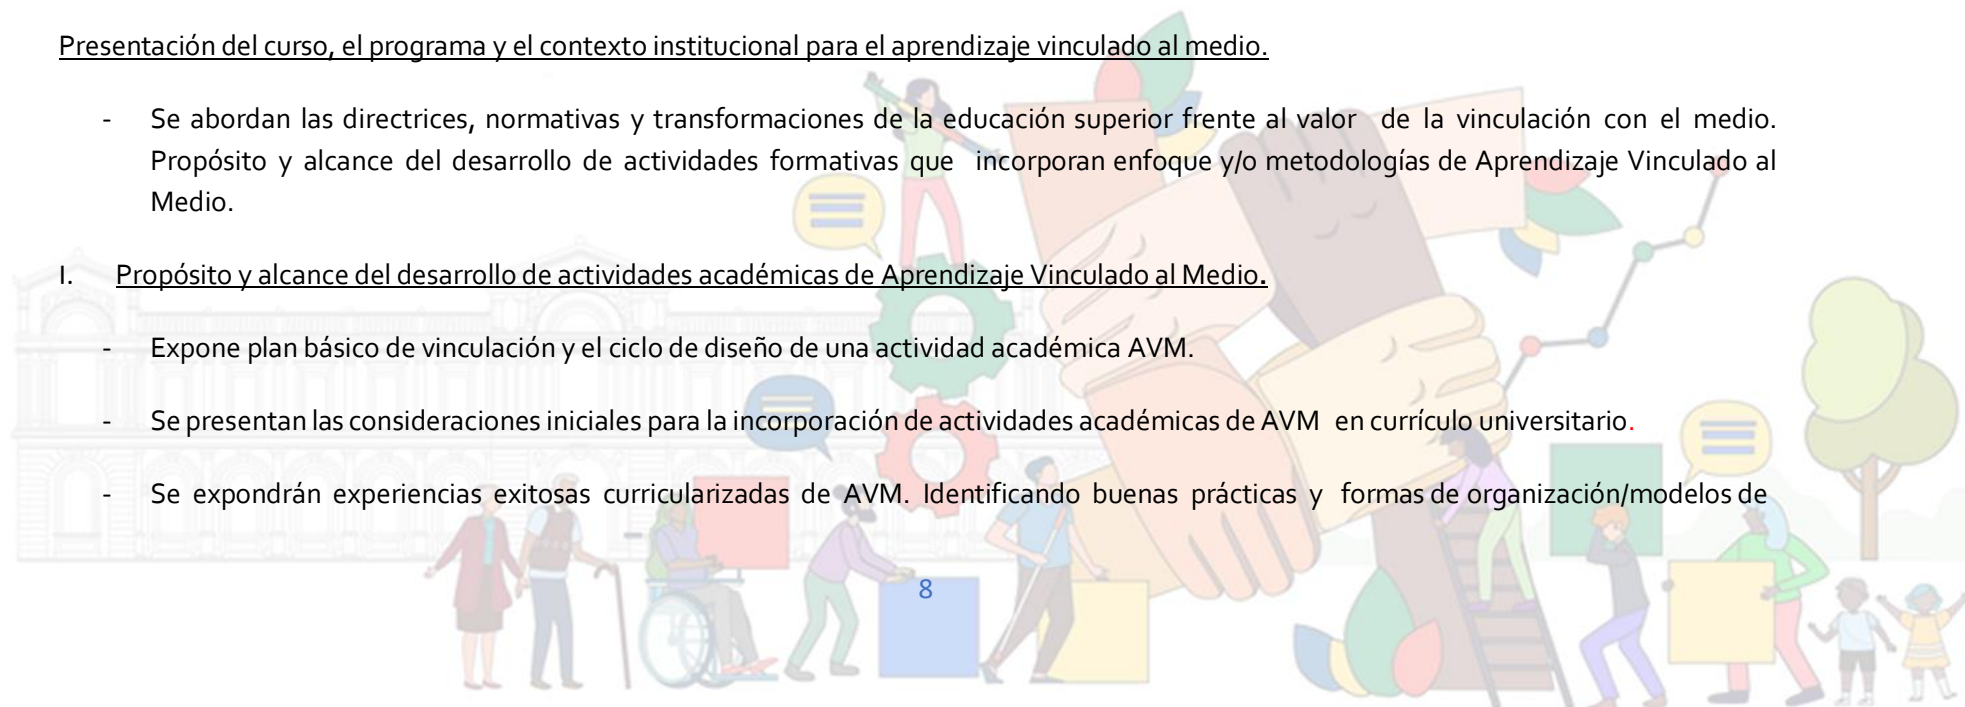 Presentación del curso, el programa y el contexto institucional para el aprendizaje vinculado al medio.
- Se abordan las directrices, normativas y transformaciones de la educación superior frente al valor de la vinculación con el medio.
Propósito y alcance del desarrollo de actividades formativas que incorporan enfoque y/o metodologías de Aprendizaje Vinculado al
Medio.
I. Propósito y alcance del desarrollo de actividades académicas de Aprendizaje Vinculado al Medio.
- Expone plan básico de vinculación y el ciclo de diseño de una actividad académica AVM.
- Se presentan las consideraciones iniciales para la incorporación de actividades académicas de AVM en currículo universitario.
- Se expondrán experiencias exitosas curricularizadas de AVM. Identificando buenas prácticas y formas de organización/modelos de
8